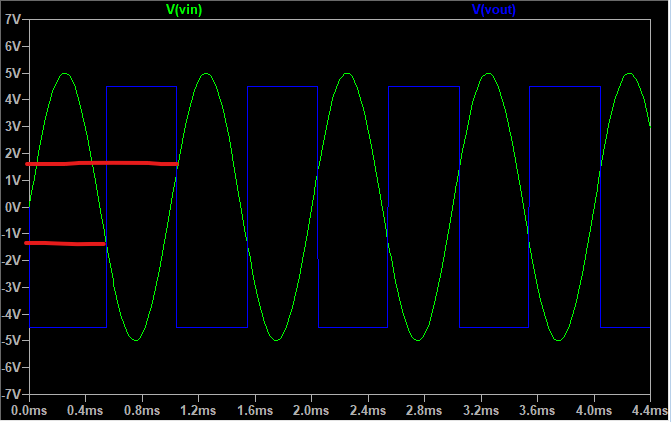 V(vin) V(vout)
7V
6V
5V
4V
3V
2V
1V
0V
-1V
-2V
-3V
-4V
-5V
-6V
-7V
0.0ms 0.4ms 0.8ms 1.2ms 1.6ms 2.0ms 2.4ms 2.8ms 3.2ms 3.6ms 4.0ms 4.4ms